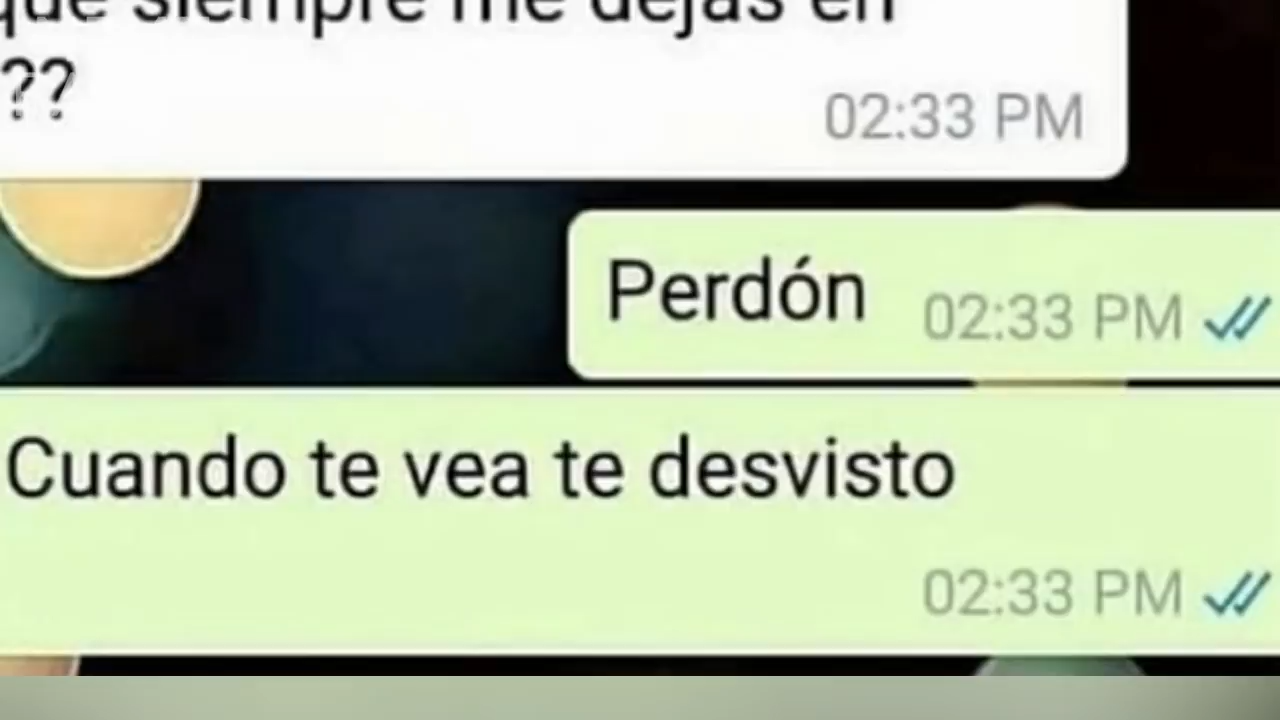 que siempre me dejas en
??
02:33 PM
Perdón 02:33 PM
Cuando te vea te desvisto
02:33 PM